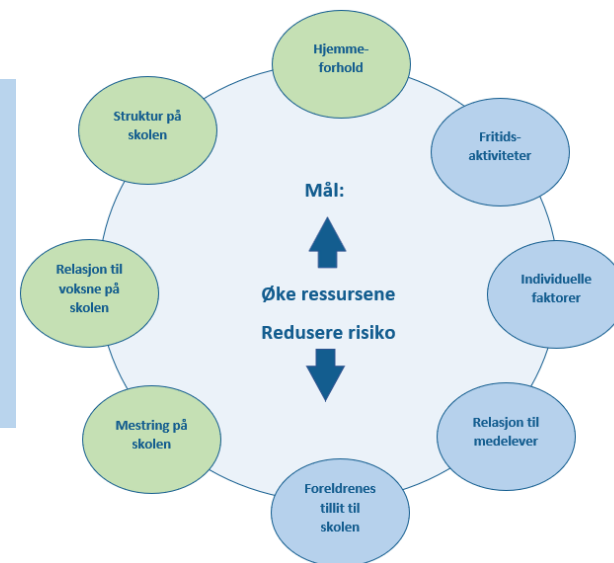 Hjemme-
forhold
Fritids-
aktiviteter
Individuelle
faktorer
Relasjon til
medelever
Foreldrenes
tillit til
skolen
Mestring på
skolen
Relasjon til
voksne på
skolen
Struktur på
skolen
Mål:
Øke ressursene
Redusere risiko